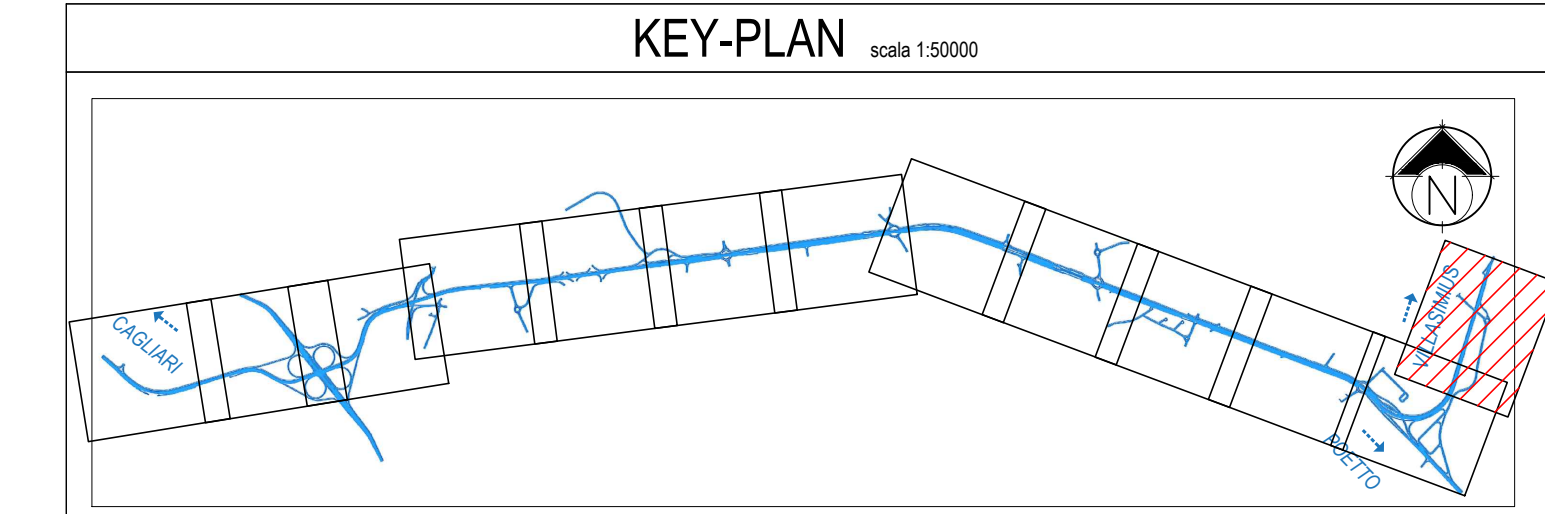 KEY-PLAN scala 1:50000
N
CAGLIARI
VILLASIMIUS
POETTO